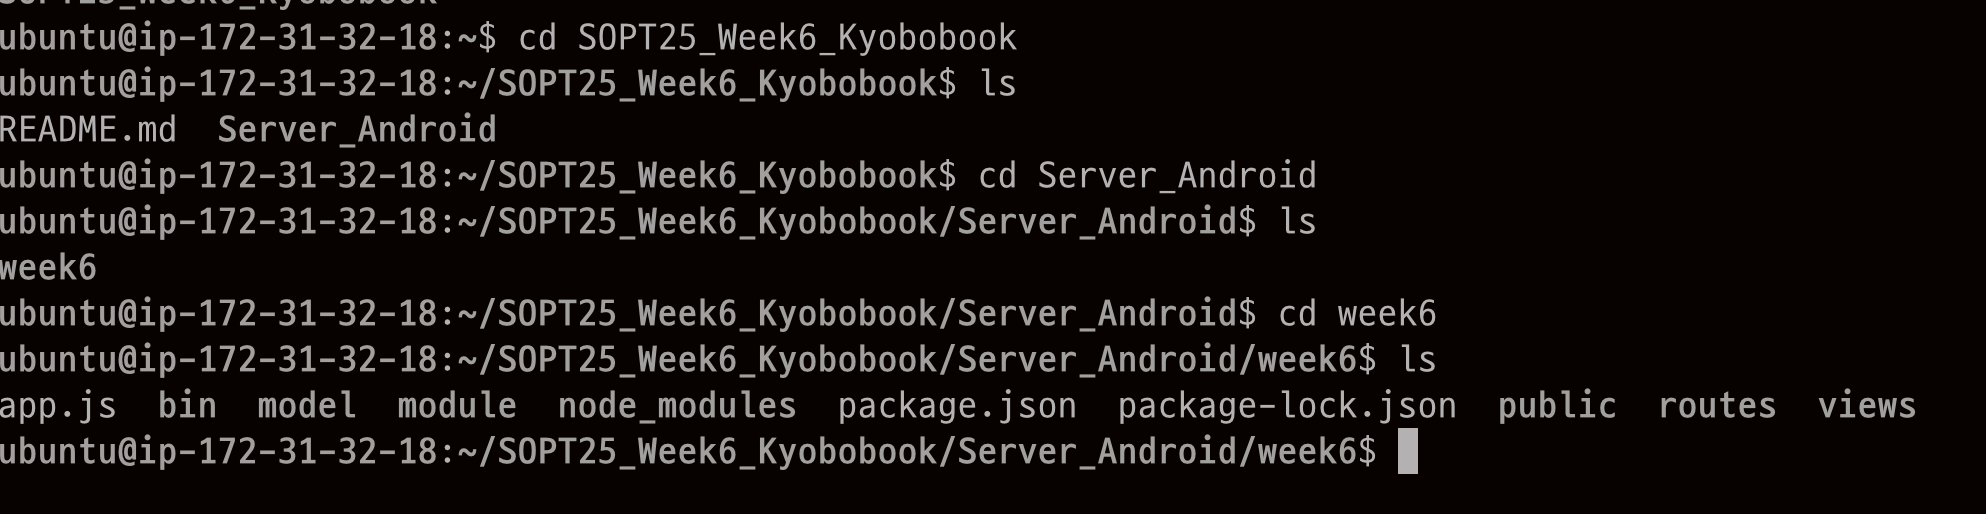 SOPT25_Week6_Kyobobook
ubuntu@ip-172-31-32-18:~$ cd SOPT25_Week6_Kyobobook
ubuntu@ip-172-31-32-18:~/SOPT25_Week6_Kyobobook$ ls
README.md  Server_Android
ubuntu@ip-172-31-32-18:~/SOPT25_Week6_Kyobobook$ cd Server_Android
ubuntu@ip-172-31-32-18:~/SOPT25_Week6_Kyobobook/Server_Android$ ls
week6
ubuntu@ip-172-31-32-18:~/SOPT25_Week6_Kyobobook/Server_Android$ cd week6
ubuntu@ip-172-31-32-18:~/SOPT25_Week6_Kyobobook/Server_Android/week6$ ls
app.js  bin  model  module  node_modules  package.json  package-lock.json  public  routes  views
ubuntu@ip-172-31-32-18:~/SOPT25_Week6_Kyobobook/Server_Android/week6$